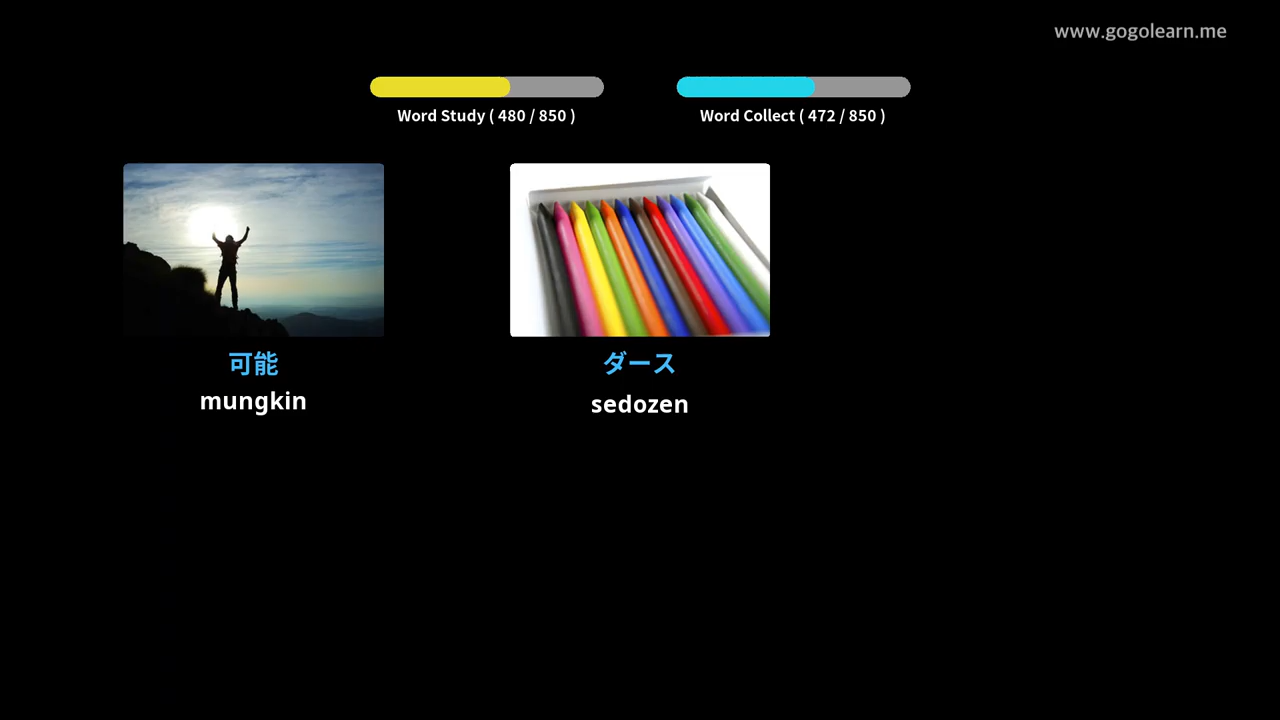 www.gogolearn.me
Word Study ( 480 / 850 )
Word Collect ( 472 / 850 )
可能
mungkin
ダース
sedozen